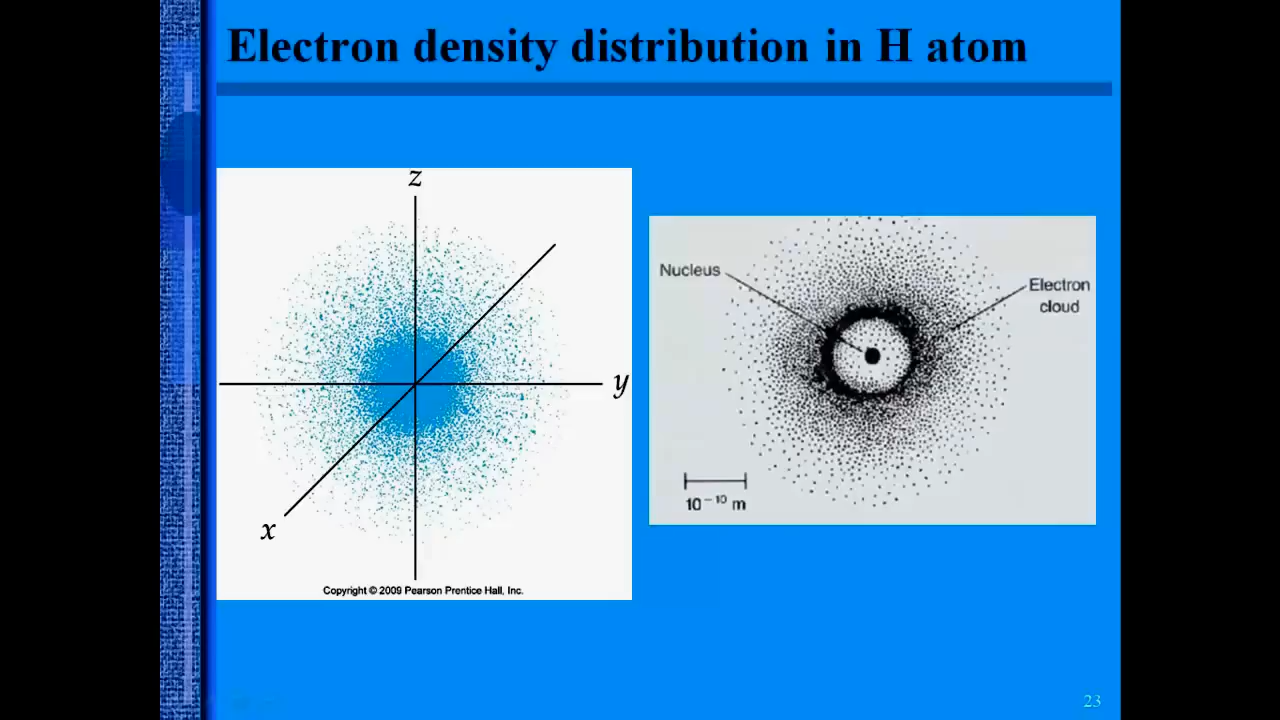 Electron density distribution in H atom
z
y
x
Copyright © 2009 Pearson Prentice Hall, Inc.
Nucleus
Electron
cloud
10⁻¹⁰ m
23